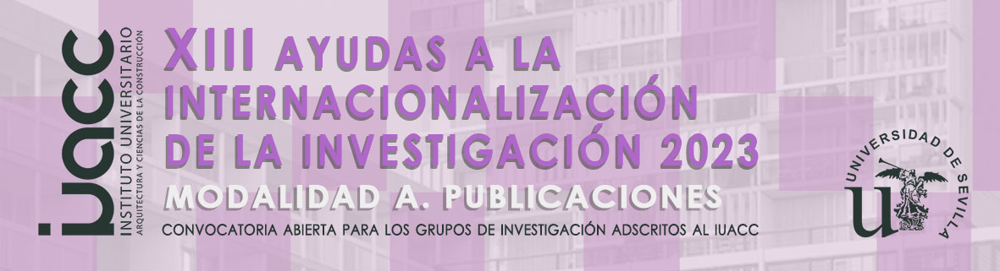 iuacc
INSTITUTO UNIVERSITARIO
ARQUITECTURA Y CIENCIAS DE LA CONSTRUCCIÓN
XIII AYUDAS A LA
INTERNACIONALIZACIÓN
DE LA INVESTIGACIÓN 2023
MODALIDAD A. PUBLICACIONES
CONVOCATORIA ABIERTA PARA LOS GRUPOS DE INVESTIGACIÓN ADSCRITOS AL IUACC
UNIVERSIDAD DE SEVILLA
u